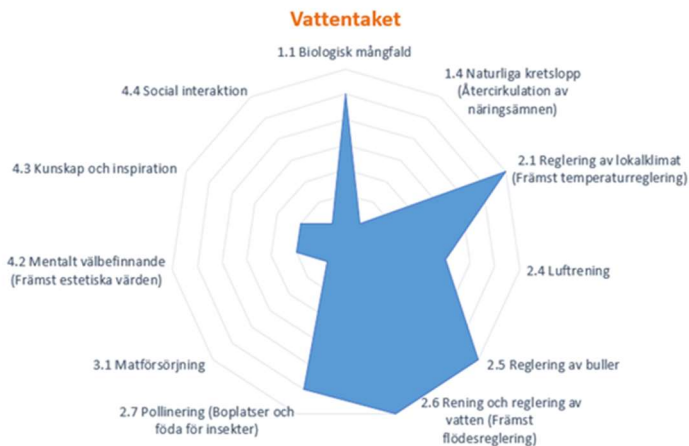 Vattentaket
1.1 Biologisk mångfald
1.4 Naturliga kretslopp
(Återcirkulation av
näringsämnen)
2.1 Reglering av lokalklimat
(Främst temperaturreglering)
2.4 Luftrening
2.5 Reglering av buller
2.6 Rening och reglering av
vatten (Främst
flödesreglering)
2.7 Pollinering (Boplatser och
föda för insekter)
3.1 Matförsörjning
4.2 Mentalt välbefinnande
(Främst estetiska värden)
4.3 Kunskap och inspiration
4.4 Social interaktion